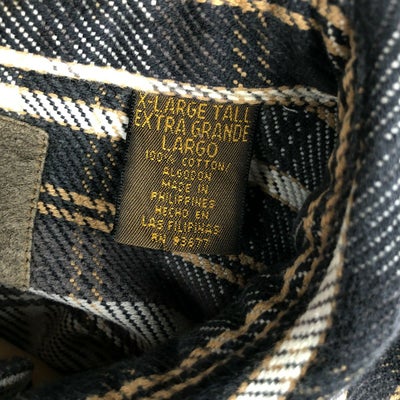 X-LARGE TALL
EXTRA GRANDE
LARGO
100% COTTON/
ALGODON
MADE IN
PHILIPPINES
HECHO EN
LAS FILIPINAS
RN 93677